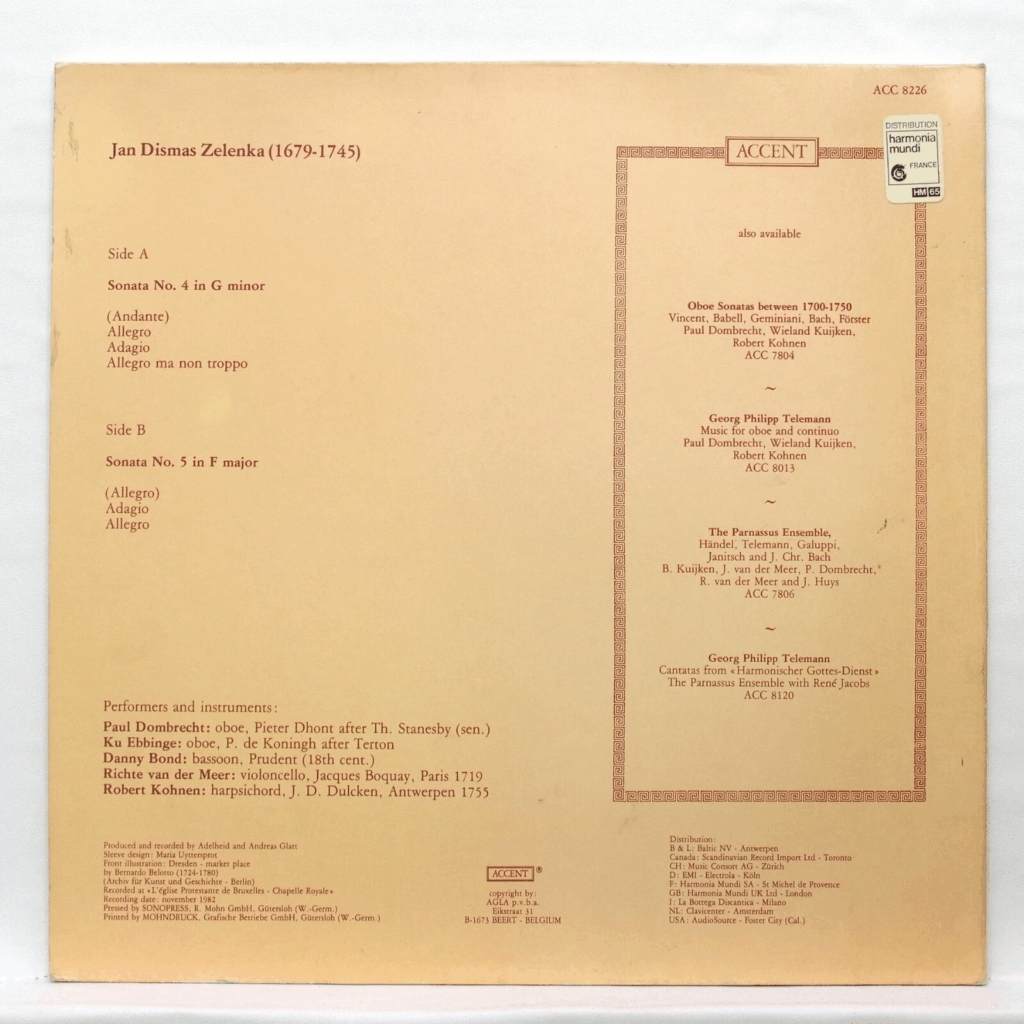 ACC 8226
DISTRIBUTION
harmonia
mundi
FRANCE
HM 65
Jan Dismas Zelenka (1679-1745)
Side A
Sonata No. 4 in G minor
(Andante)
Allegro
Adagio
Allegro ma non troppo
Side B
Sonata No. 5 in F major
(Allegro)
Adagio
Allegro
Performers and instruments :
Paul Dombrecht: oboe, Pieter Dhont after Th. Stanesby (sen.)
Ku Ebbinge: oboe, P. de Koningh after Terton
Danny Bond: bassoon, Prudent (18th cent.)
Richte van der Meer: violoncello, Jacques Boquay, Paris 1719
Robert Kohnen: harpsichord, J. D. Dulcken, Antwerpen 1755
ACCENT
also available
Oboe Sonatas between 1700-1750
Vincent, Babell, Geminiani, Bach, Förster
Paul Dombrecht, Wieland Kuijken,
Robert Kohnen
ACC 7804
~
Georg Philipp Telemann
Music for oboe and continuo
Paul Dombrecht, Wieland Kuijken,
Robert Kohnen
ACC 8013
~
The Parnassus Ensemble,
Händel, Telemann, Galuppi,
Janitsch and J. Chr. Bach
B. Kuijken, J. van der Meer, P. Dombrecht,
R. van der Meer and J. Huys
ACC 7806
~
Georg Philipp Telemann
Cantatas from «Harmonischer Gottes-Dienst»
The Parnassus Ensemble with René Jacobs
ACC 8120
Produced and recorded by Adelheid and Andreas Glatt
Sleeve design: Maria Uyttenprot
Front illustration: Dresden - market place
by Bernardo Belotto (1724-1780)
(Archiv für Kunst und Geschichte - Berlin)
Recorded at «L'église Protestante de Bruxelles - Chapelle Royale»
Recording date: november 1982
Pressed by SONOPRESS, R. Mohn GmbH, Gütersloh (W.-Germ.)
Printed by MOHNDRUCK, Grafische Betriebe GmbH, Gütersloh (W.-Germ.)
ACCENT ®
copyright by:
AGLA p.v.b.a.
Eikstraat 31
B-1673 BEERT - BELGIUM
Distribution:
B & L: Baltic NV - Antwerpen
Canada: Scandinavian Record Import Ltd - Toronto
CH: Music Consort AG - Zürich
D: EMI - Electrola - Köln
F: Harmonia Mundi SA - St Michel de Provence
GB: Harmonia Mundi UK Ltd - London
I: La Bottega Discantica - Milano
NL: Clavicenter - Amsterdam
USA: AudioSource - Foster City (Cal.)